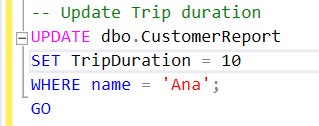 -- Update Trip duration
UPDATE dbo.CustomerReport
SET TripDuration = 10
WHERE name = 'Ana';
GO